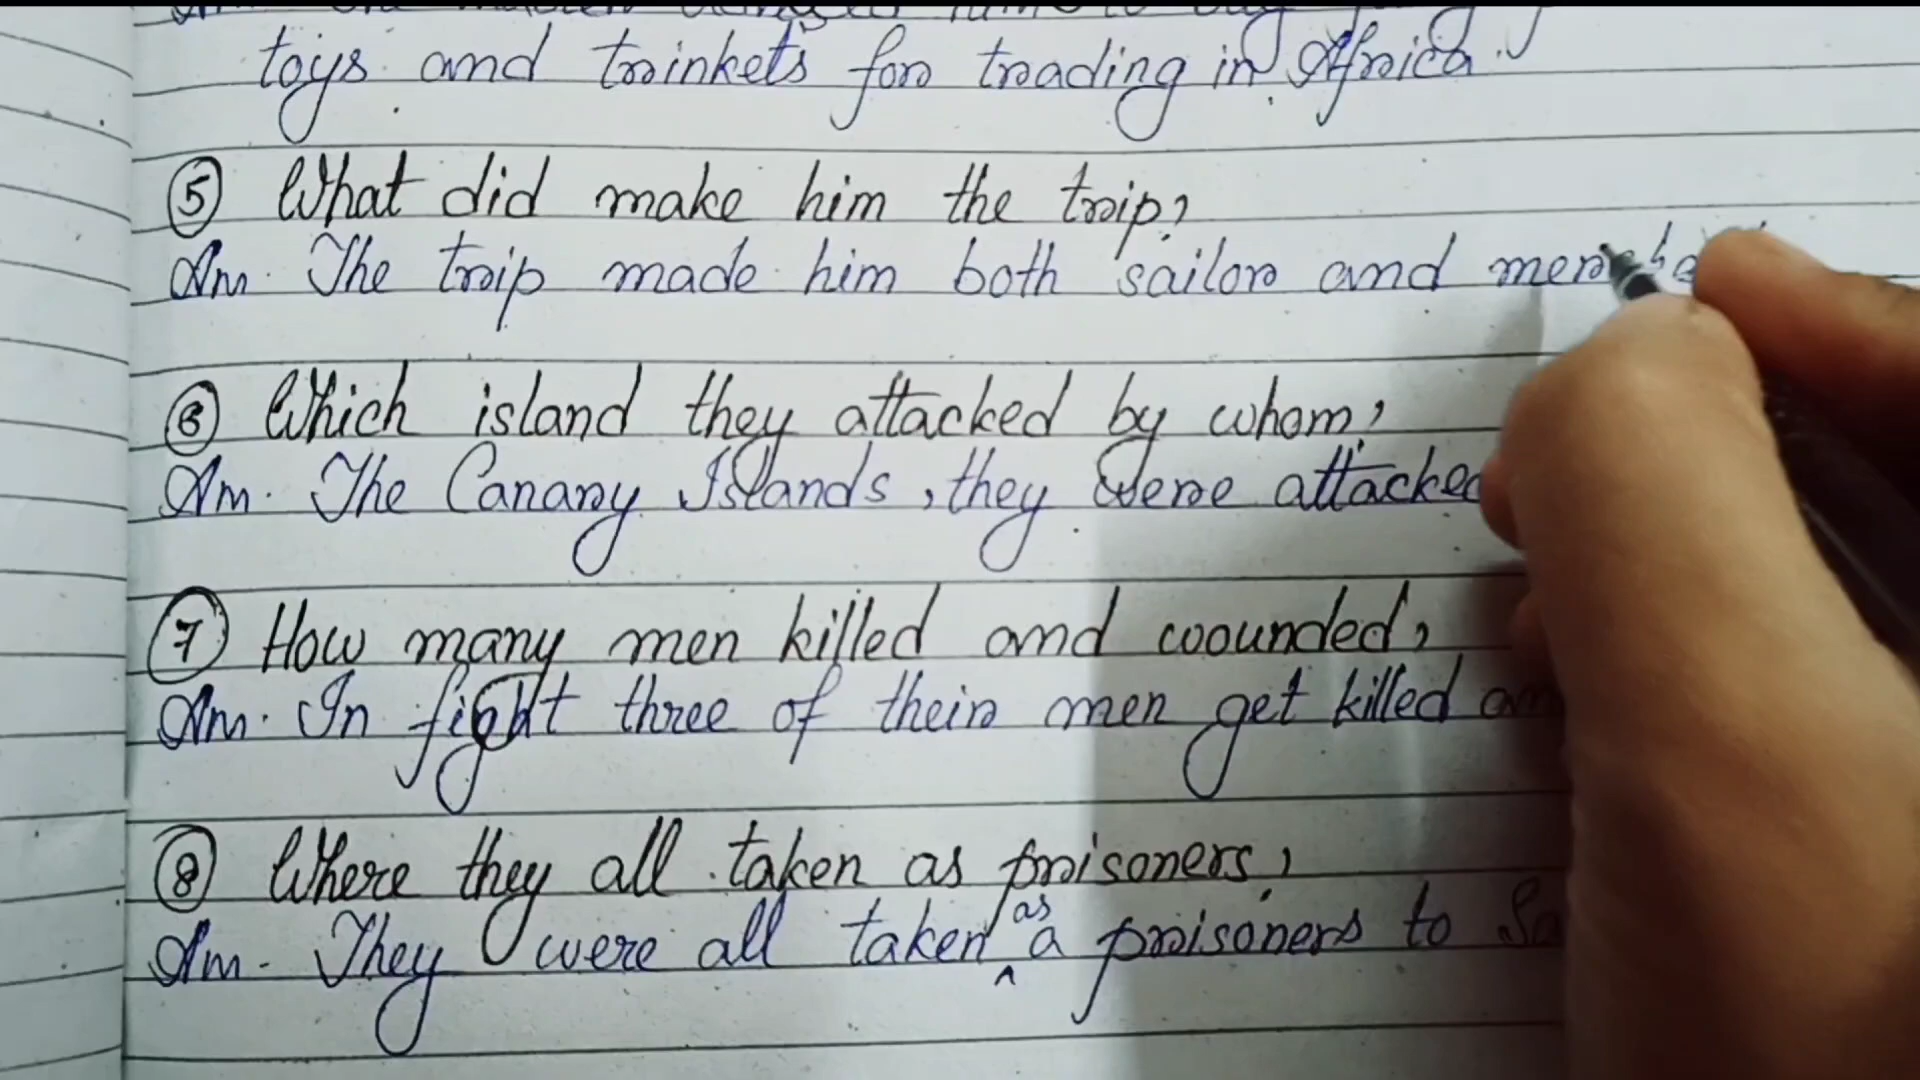 toys and trinkets for trading in Africa.
⑤ What did make him the trip?
Ans. The trip made him both sailor and
⑥ Which island they attacked by whom?
Ans. The Canary Islands, they were attacked
⑦ How many men killed and woounded?
Ans. In fight three of their men get killed
⑧ Where they all taken as prisoners?
Ans. They were all taken ^as a prisoners to